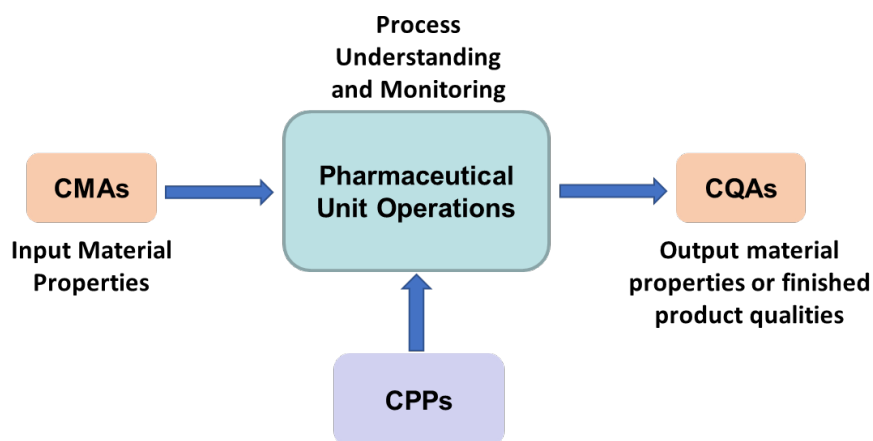 Process
Understanding
and Monitoring
CMAs
Pharmaceutical
Unit Operations
CQAs
Input Material
Properties
Output material
properties or finished
product qualities
CPPs